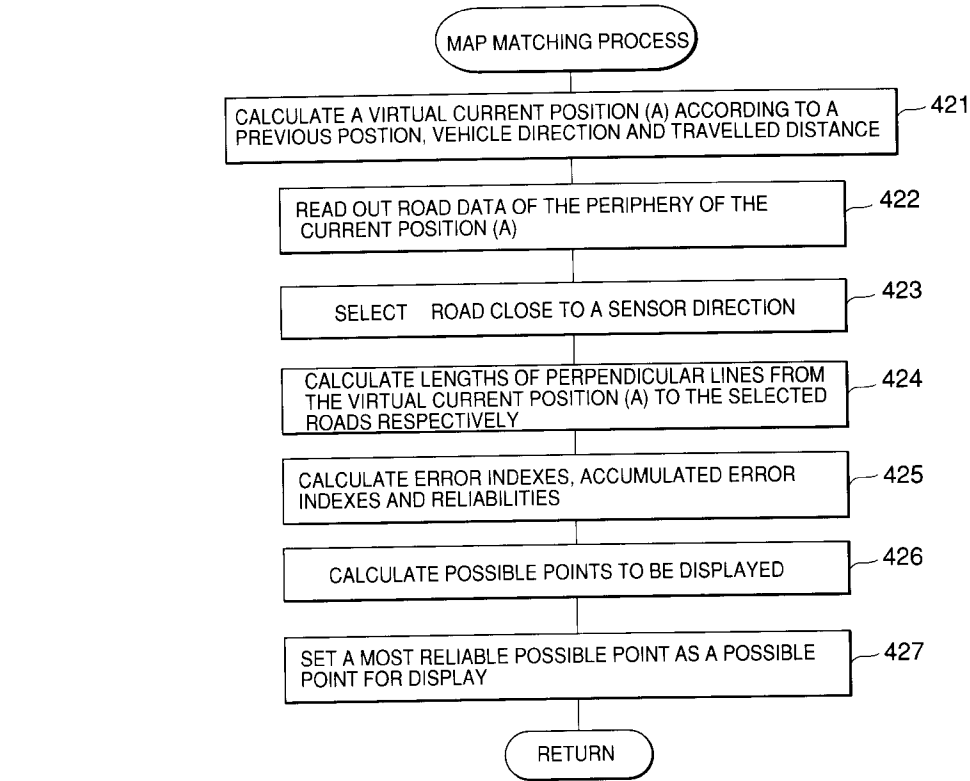 MAP MATCHING PROCESS
CALCULATE A VIRTUAL CURRENT POSITION (A) ACCORDING TO A
PREVIOUS POSTION, VEHICLE DIRECTION AND TRAVELLED DISTANCE
421
READ OUT ROAD DATA OF THE PERIPHERY OF THE
CURRENT POSITION (A)
422
SELECT ROAD CLOSE TO A SENSOR DIRECTION
423
CALCULATE LENGTHS OF PERPENDICULAR LINES FROM
THE VIRTUAL CURRENT POSITION (A) TO THE SELECTED
ROADS RESPECTIVELY
424
CALCULATE ERROR INDEXES, ACCUMULATED ERROR
INDEXES AND RELIABILITIES
425
CALCULATE POSSIBLE POINTS TO BE DISPLAYED
426
SET A MOST RELIABLE POSSIBLE POINT AS A POSSIBLE
POINT FOR DISPLAY
427
RETURN